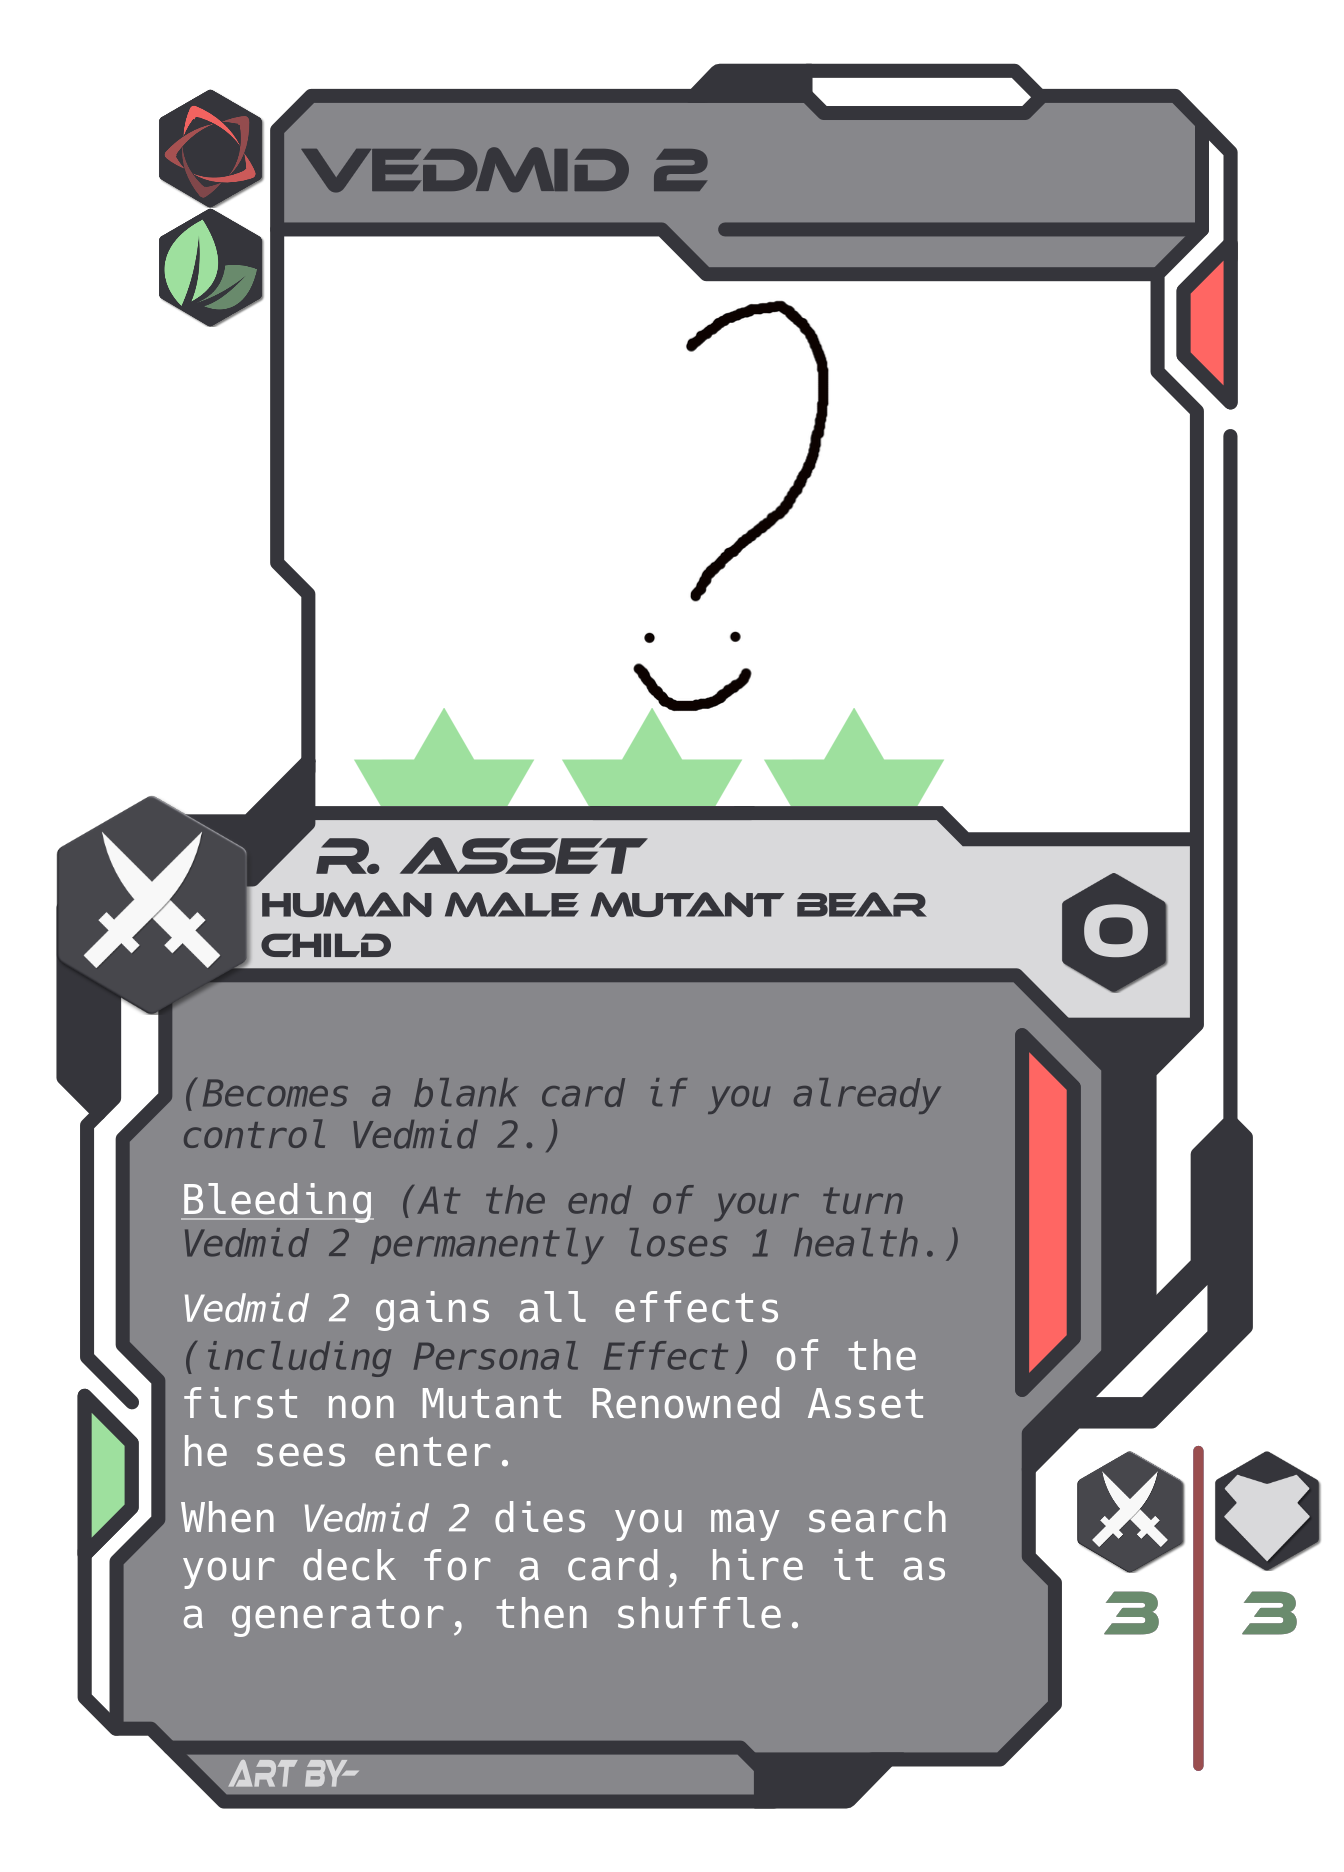 VEDMID 2
R. ASSET
HUMAN MALE MUTANT BEAR
CHILD
0
(Becomes a blank card if you already
control Vedmid 2.)
Bleeding (At the end of your turn
Vedmid 2 permanently loses 1 health.)
Vedmid 2 gains all effects
(including Personal Effect) of the
first non Mutant Renowned Asset
he sees enter.
When Vedmid 2 dies you may search
your deck for a card, hire it as
a generator, then shuffle.
3 3
ART BY-